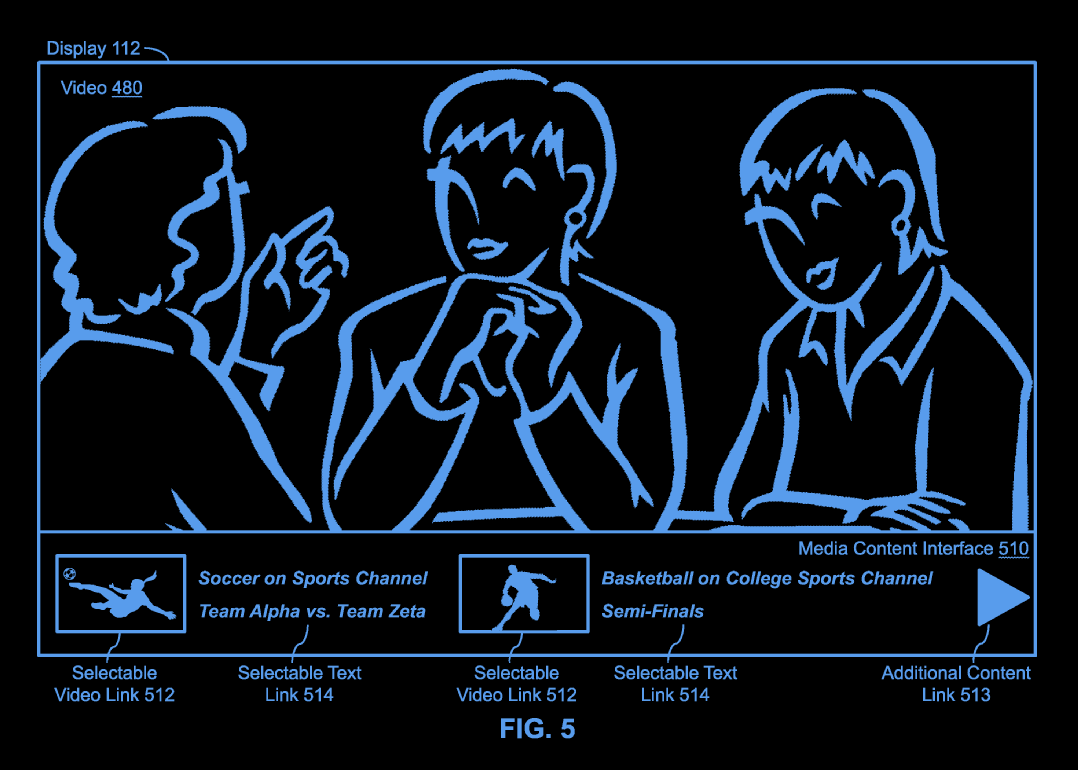 Display 112
Video 480
Media Content Interface 510
Soccer on Sports Channel
Team Alpha vs. Team Zeta
Basketball on College Sports Channel
Semi-Finals
Selectable
Video Link 512
Selectable Text
Link 514
Selectable
Video Link 512
Selectable Text
Link 514
Additional Content
Link 513
FIG. 5